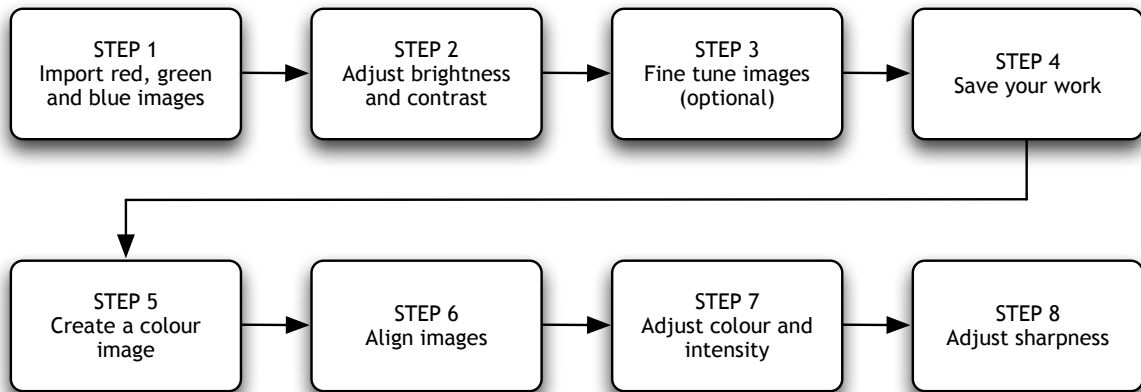 STEP 1
Import red, green
and blue images
STEP 2
Adjust brightness
and contrast
STEP 3
Fine tune images
(optional)
STEP 4
Save your work
STEP 5
Create a colour
image
STEP 6
Align images
STEP 7
Adjust colour and
intensity
STEP 8
Adjust sharpness